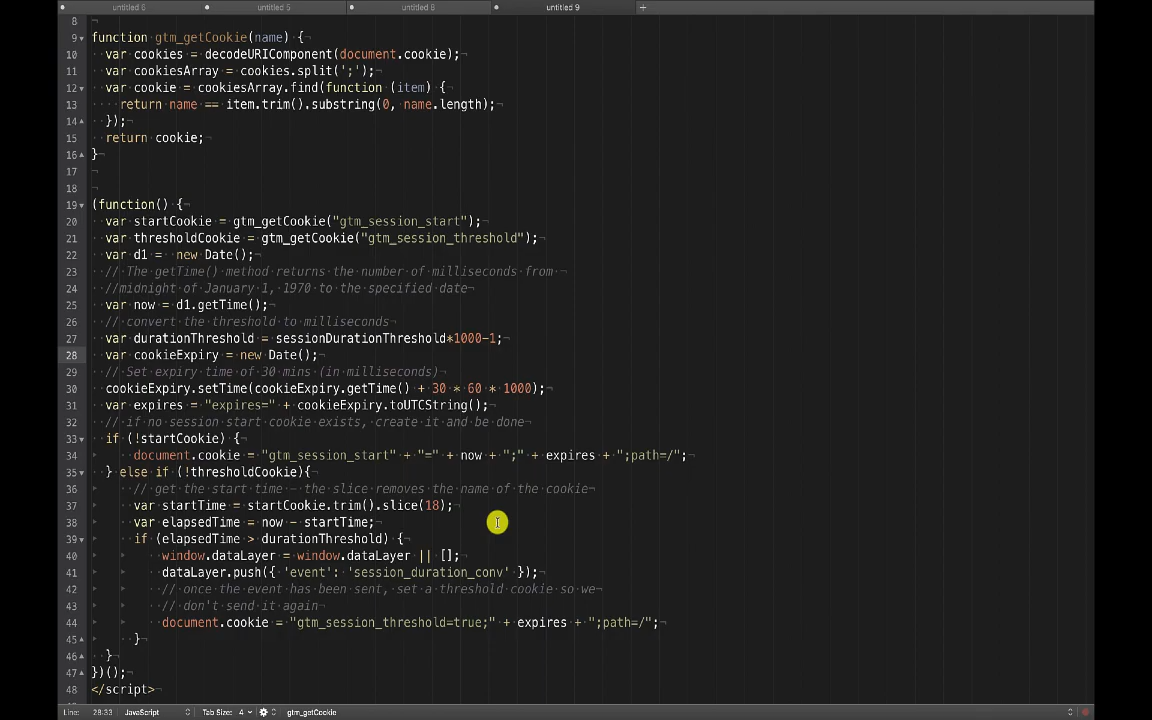 untitled 6 untitled 5 untitled 8 untitled 9 +
8
9 function gtm_getCookie(name) {
10 var cookies = decodeURIComponent(document.cookie);
11 var cookiesArray = cookies.split(';');
12 var cookie = cookiesArray.find(function (item) {
13 return name == item.trim().substring(0, name.length);
14 });
15 return cookie;
16 }
17
18
19 (function() {
20 var startCookie = gtm_getCookie("gtm_session_start");
21 var thresholdCookie = gtm_getCookie("gtm_session_threshold");
22 var d1 = new Date();
23 // The getTime() method returns the number of milliseconds from
24 //midnight of January 1, 1970 to the specified date
25 var now = d1.getTime();
26 // convert the threshold to milliseconds
27 var durationThreshold = sessionDurationThreshold*1000-1;
28 var cookieExpiry = new Date();
29 // Set expiry time of 30 mins (in milliseconds)
30 cookieExpiry.setTime(cookieExpiry.getTime() + 30 * 60 * 1000);
31 var expires = "expires=" + cookieExpiry.toUTCString();
32 // if no session start cookie exists, create it and be done
33 if (!startCookie) {
34 document.cookie = "gtm_session_start" + "=" + now + ";" + expires + ";path=/";
35 } else if (!thresholdCookie){
36 // get the start time - the slice removes the name of the cookie
37 var startTime = startCookie.trim().slice(18);
38 var elapsedTime = now - startTime;
39 if (elapsedTime > durationThreshold) {
40 window.dataLayer = window.dataLayer || [];
41 dataLayer.push({ 'event': 'session_duration_conv' });
42 // once the event has been sent, set a threshold cookie so we
43 // don't send it again
44 document.cookie = "gtm_session_threshold=true;" + expires + ";path=/";
45 }
46 }
47 })();
48 </script>
Line: 28:33 JavaScript Tab Size: 4 gtm_getCookie